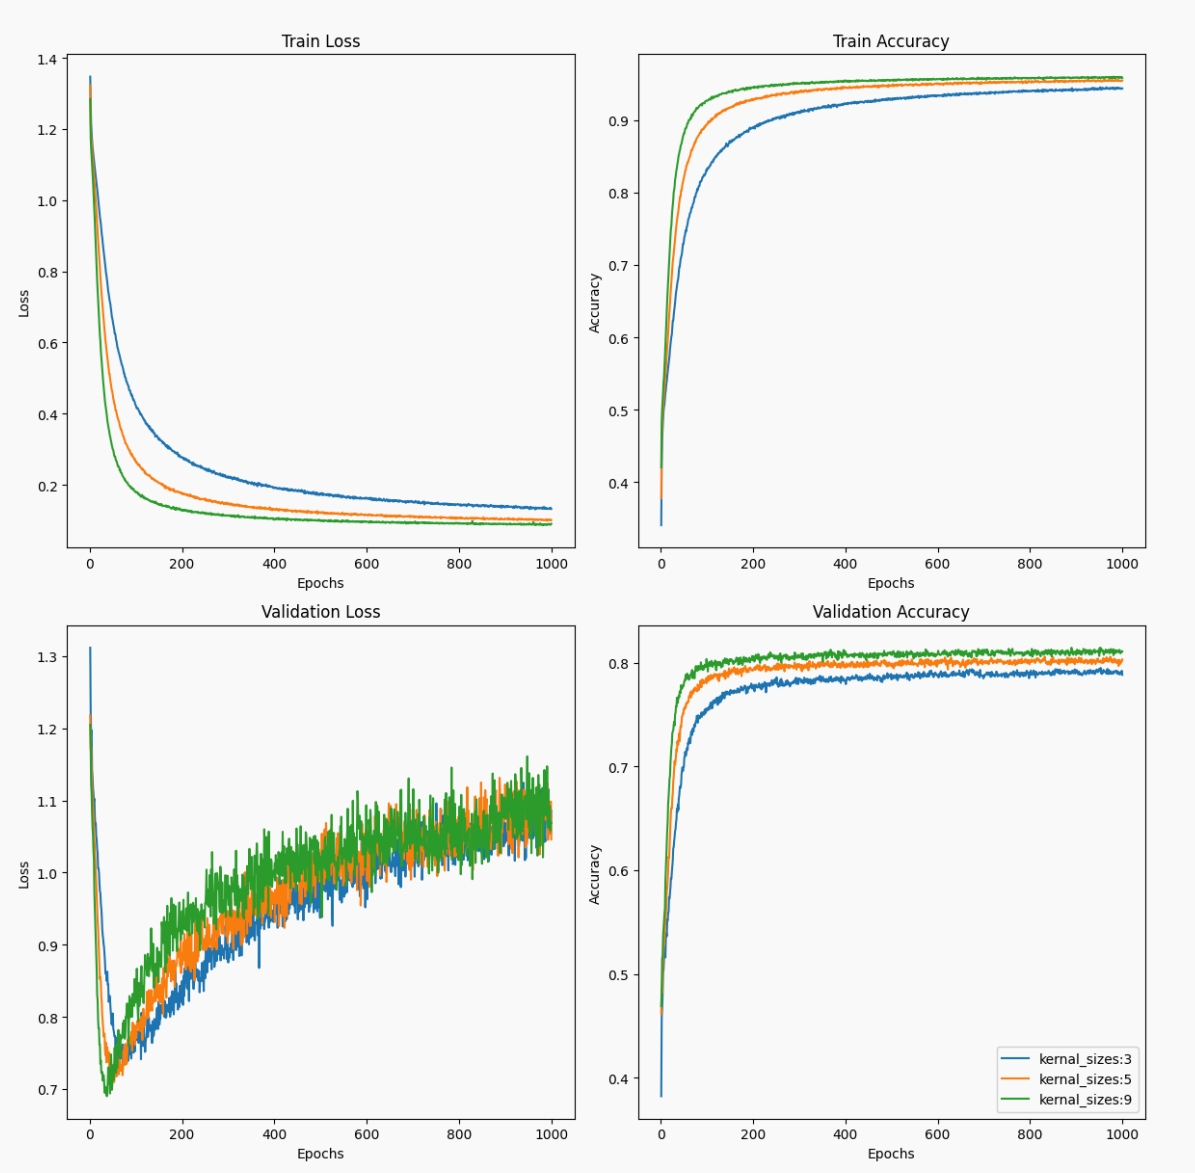 Train Loss
1.4
1.2
1.0
0.8
0.6
0.4
0.2
Loss
0 200 400 600 800 1000
Epochs
Train Accuracy
0.9
0.8
0.7
0.6
0.5
0.4
Accuracy
0 200 400 600 800 1000
Epochs
Validation Loss
1.3
1.2
1.1
1.0
0.9
0.8
0.7
Loss
0 200 400 600 800 1000
Epochs
Validation Accuracy
0.8
0.7
0.6
0.5
0.4
Accuracy
kernal_sizes:3
kernal_sizes:5
kernal_sizes:9
0 200 400 600 800 1000
Epochs